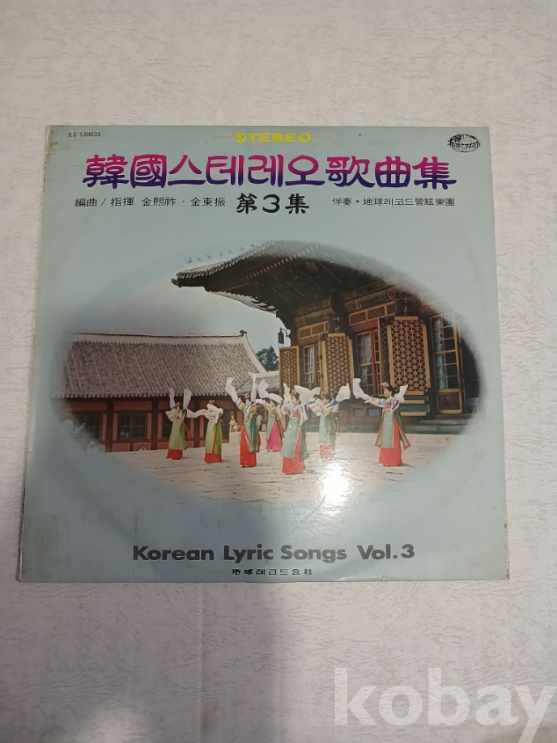 STEREO
韓國스테레오歌曲集
編曲/指揮 金熙祚·金東振 第3集 伴奏·地球레코드管絃樂團
Korean Lyric Songs Vol.3
地球레코드会社
kobay